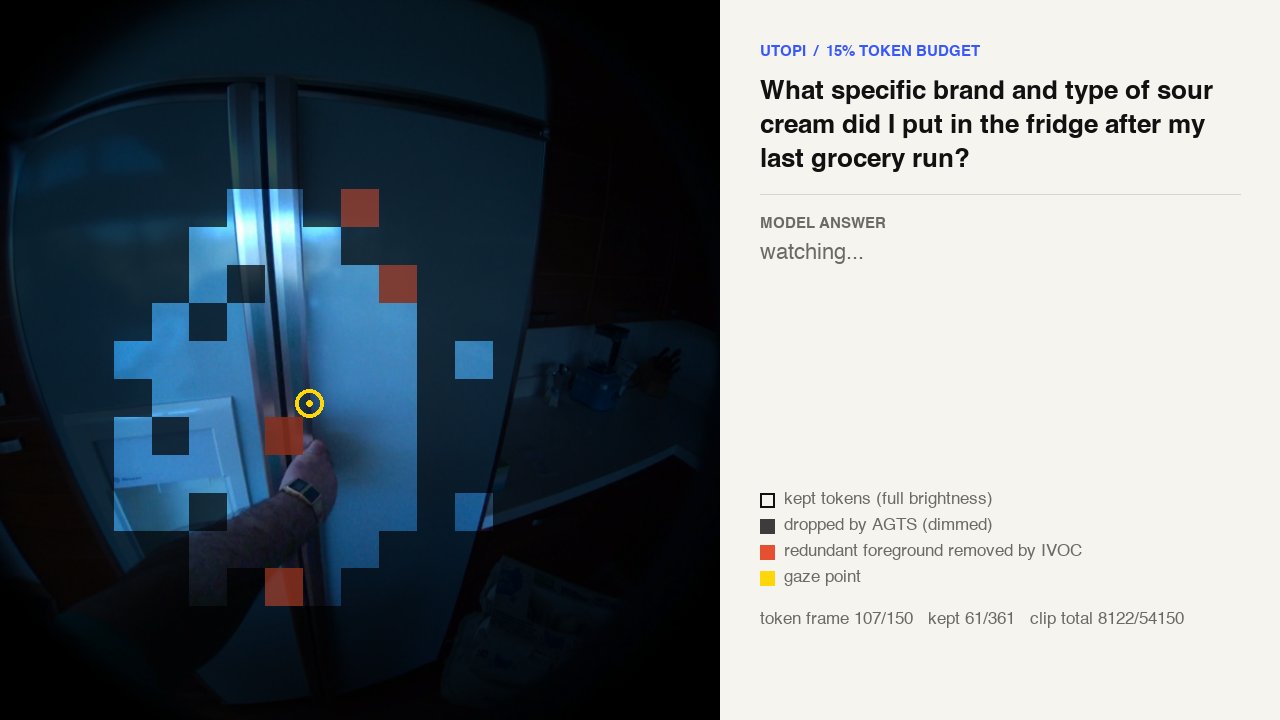 UTOPI / 15% TOKEN BUDGET
What specific brand and type of sour
cream did I put in the fridge after my
last grocery run?
MODEL ANSWER
watching...
kept tokens (full brightness)
dropped by AGTS (dimmed)
redundant foreground removed by IVOC
gaze point
token frame 107/150 kept 61/361 clip total 8122/54150